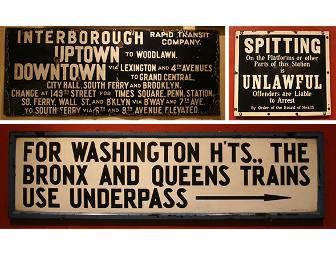 INTERBOROUGH RAPID TRANSIT COMPANY.
UPTOWN TO WOODLAWN.
DOWNTOWN VIA LEXINGTON AND 4TH AVENUES
TO GRAND CENTRAL,
CITY HALL, SOUTH FERRY AND BROOKLYN.
CHANGE AT 149TH STREET FOR TIMES SQUARE, PENN. STATION,
SO. FERRY, WALL ST. AND B'KLYN VIA B'WAY AND 7TH AVE.
TO SOUTH FERRY VIA 6TH AND 9TH AVENUE ELEVATED.
SPITTING
On the Platforms or other
Parts of this Station
IS
UNLAWFUL
Offenders are Liable
to Arrest
By Order of the Board of Health
FOR WASHINGTON H'TS., THE
BRONX AND QUEENS TRAINS
USE UNDERPASS